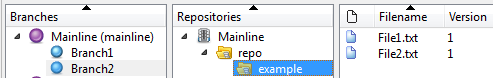 Branches
Mainline (mainline)
Branch1
Branch2
Repositories
Mainline
repo
example
Filename Version
File1.txt 1
File2.txt 1